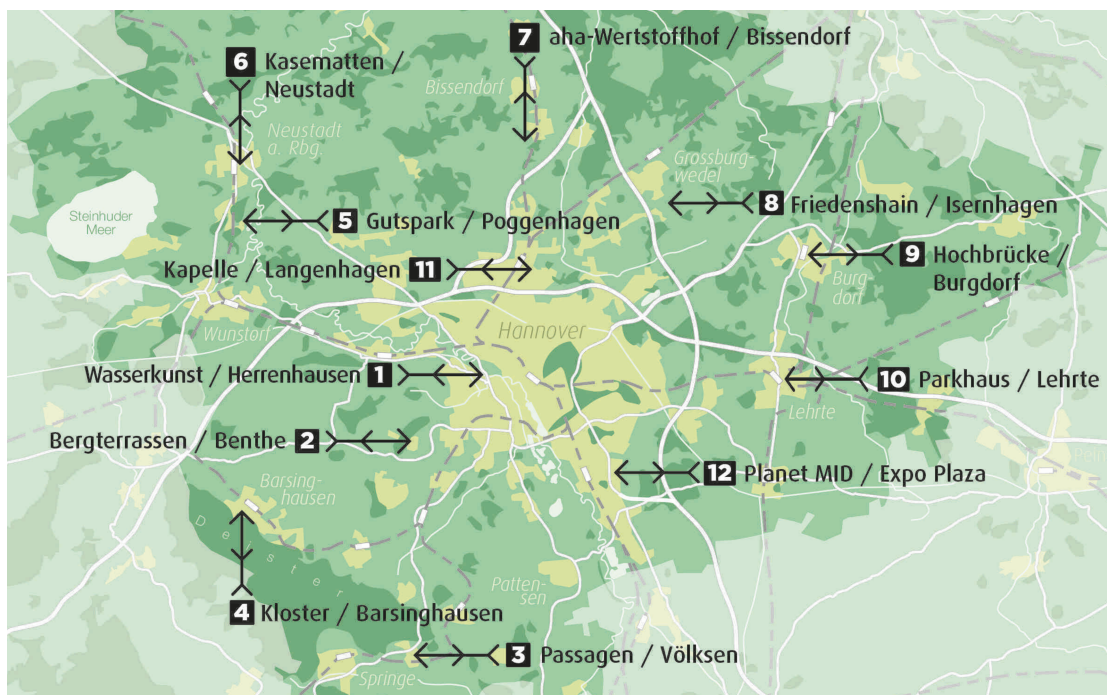 7 aha-Wertstoffhof / Bissendorf
6 Kasematten /
Neustadt
Bissendorf
Neustadt
a. Rbg.
Grossburg-
wedel
Steinhuder
Meer
5 Gutspark / Poggenhagen
8 Friedenshain / Isernhagen
Kapelle / Langenhagen 11
9 Hochbrücke /
Burgdorf
Burg
dorf
Wunstorf
Hannover
Wasserkunst / Herrenhausen 1
10 Parkhaus / Lehrte
Lehrte
Bergterrassen / Benthe 2
12 Planet MID / Expo Plaza
Barsing-
hausen
Deister
Patten-
sen
4 Kloster / Barsinghausen
3 Passagen / Völksen
Springe